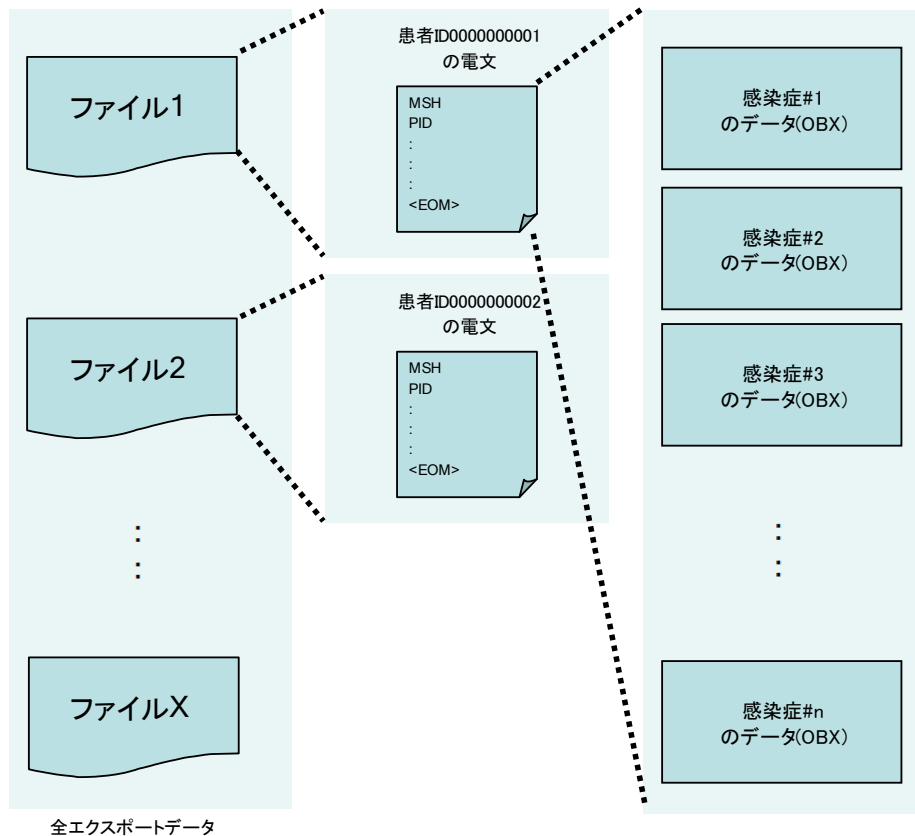 ファイル1
ファイル2
:
:
ファイルX
全エクスポートデータ
患者ID0000000001
の電文
MSH
PID
:
:
:
<EOM>
患者ID0000000002
の電文
MSH
PID
:
:
:
<EOM>
感染症#1
のデータ(OBX)
感染症#2
のデータ(OBX)
感染症#3
のデータ(OBX)
:
:
感染症#n
のデータ(OBX)